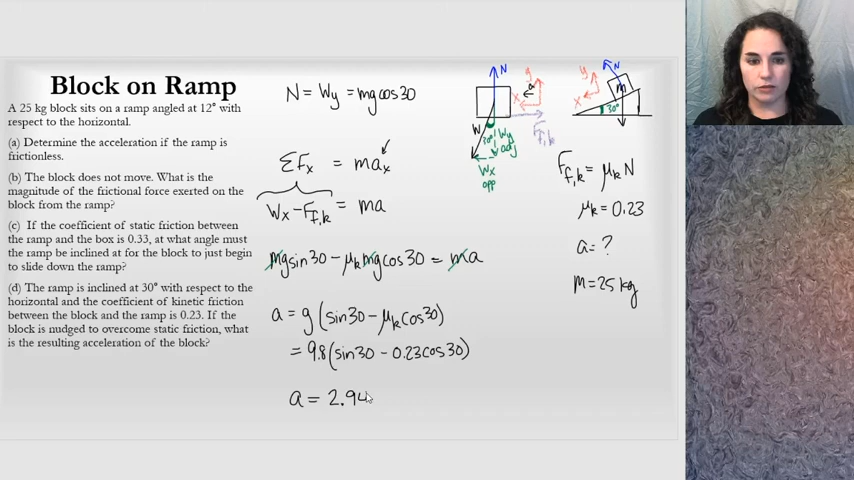 Block on Ramp
A 25 kg block sits on a ramp angled at 12° with
respect to the horizontal.
(a) Determine the acceleration if the ramp is
frictionless.
(b) The block does not move. What is the
magnitude of the frictional force exerted on the
block from the ramp?
(c) If the coefficient of static friction between
the ramp and the box is 0.33, at what angle must
the ramp be inclined at for the block to just begin
to slide down the ramp?
(d) The ramp is inclined at 30° with respect to the
horizontal and the coefficient of kinetic friction
between the block and the ramp is 0.23. If the
block is nudged to overcome static friction, what
is the resulting acceleration of the block?
N = Wy = mgcos30
ΣFx = max
Wx - Ff,k = ma
mgsin30 - μkmgcos30 = ma
a = g(sin30 - μkcos30)
= 9.8(sin30 - 0.23cos30)
a = 2.94
N
y
a
x
W
30°
Wy
adj
Ff,k
Wx
opp
y
N
x
m
30°
Ff,k = μkN
μk = 0.23
a = ?
m = 25 kg